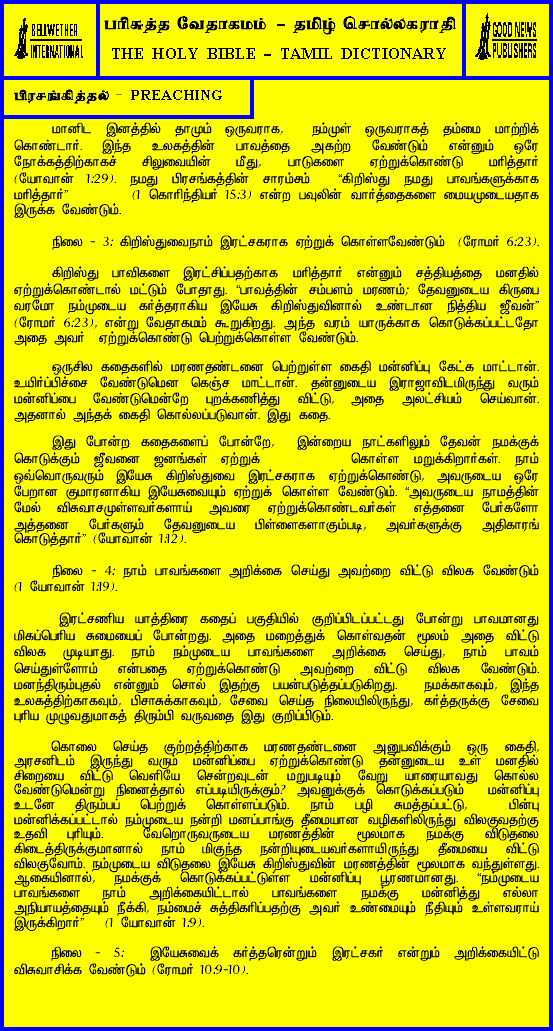 BELLWETHER
INTERNATIONAL
பரிசுத்த வேதாகமம் - தமிழ் சொல்லகராதி
THE HOLY BIBLE - TAMIL DICTIONARY
GOOD NEWS
PUBLISHERS
பிரசங்கித்தல் - PREACHING
மானிட இனத்தில் தாமும் ஒருவராக, நம்முள் ஒருவராகத் தம்மை மாற்றிக்
கொண்டார். இந்த உலகத்தின் பாவத்தை அகற்ற வேண்டும் என்னும் ஒரே
நோக்கத்திற்காகச் சிலுவையின் மீது, பாடுகளை ஏற்றுக்கொண்டு மரித்தார்
(யோவான் 1:29). நமது பிரசங்கத்தின் சாராம்சம் "கிறிஸ்து நமது பாவங்களுக்காக
மரித்தார்" (1 கொரிந்தியர் 15:3) என்ற பவுலின் வார்த்தைகளை மையமுடையதாக
இருக்க வேண்டும்.
நிலை - 3: கிறிஸ்துவைநாம் இரட்சகராக ஏற்றுக் கொள்ளவேண்டும் (ரோமர் 6:23).
கிறிஸ்து பாவிகளை இரட்சிப்பதற்காக மரித்தார் என்னும் சத்தியத்தை மனதில்
ஏற்றுக்கொண்டால் மட்டும் போதாது. "பாவத்தின் சம்பளம் மரணம்; தேவனுடைய கிருபை
வரமோ நம்முடைய கர்த்தராகிய இயேசு கிறிஸ்துவினால் உண்டான நித்திய ஜீவன்"
(ரோமர் 6:23), என்று வேதாகமம் கூறுகிறது. அந்த வரம் யாருக்காக கொடுக்கப்பட்டதோ
அதை அவர் ஏற்றுக்கொண்டு பெற்றுக்கொள்ள வேண்டும்.
ஒருசில கதைகளில் மரணதண்டனை பெற்றுள்ள கைதி மன்னிப்பு கேட்க மாட்டான்.
உயிர்ப்பிச்சை வேண்டுமென கெஞ்ச மாட்டான். தன்னுடைய இராஜாவிடமிருந்து வரும்
மன்னிப்பை வேண்டுமென்றே புறக்கணித்து விட்டு, அதை அலட்சியம் செய்வான்.
அதனால் அந்தக் கைதி கொல்லப்படுவான். இது கதை.
இது போன்ற கதைகளைப் போன்றே, இன்றைய நாட்களிலும் தேவன் நமக்குக்
கொடுக்கும் ஜீவனை ஜனங்கள் ஏற்றுக் கொள்ள மறுக்கிறார்கள். நாம்
ஒவ்வொருவரும் இயேசு கிறிஸ்துவை இரட்சகராக ஏற்றுக்கொண்டு, அவருடைய ஒரே
பேறான குமாரனாகிய இயேசுவையும் ஏற்றுக் கொள்ள வேண்டும். "அவருடைய நாமத்தின்
மேல் விசுவாசமுள்ளவர்களாய் அவரை ஏற்றுக்கொண்டவர்கள் எத்தனை பேர்களோ
அத்தனை பேர்களும் தேவனுடைய பிள்ளைகளாகும்படி, அவர்களுக்கு அதிகாரங்
கொடுத்தார்" (யோவான் 1:12).
நிலை - 4: நாம் பாவங்களை அறிக்கை செய்து அவற்றை விட்டு விலக வேண்டும்
(1 யோவான் 1:19).
இரட்சணிய யாத்திரை கதைப் பகுதியில் குறிப்பிடப்பட்டது போன்று பாவமானது
மிகப்பெரிய சுமையைப் போன்றது. அதை மறைத்துக் கொள்வதன் மூலம் அதை விட்டு
விலக முடியாது. நாம் நம்முடைய பாவங்களை அறிக்கை செய்து, நாம் பாவம்
செய்துள்ளோம் என்பதை ஏற்றுக்கொண்டு அவற்றை விட்டு விலக வேண்டும்.
மனந்திரும்புதல் என்னும் சொல் இதற்கு பயன்படுத்தப்படுகிறது. நமக்காகவும், இந்த
உலகத்திற்காகவும், பிசாசுக்காகவும், சேவை செய்த நிலையிலிருந்து, கர்த்தருக்கு சேவை
புரிய முழுவதுமாகத் திரும்பி வருவதை இது குறிப்பிடும்.
கொலை செய்த குற்றத்திற்காக மரணதண்டனை அனுபவிக்கும் ஒரு கைதி,
அரசனிடம் இருந்து வரும் மன்னிப்பை ஏற்றுக்கொண்டு தன்னுடைய உள் மனதில்
சிறையை விட்டு வெளியே சென்றவுடன் மறுபடியும் வேறு யாரையாவது கொல்ல
வேண்டுமென்று நினைத்தால் எப்படியிருக்கும்? அவனுக்குக் கொடுக்கப்படும் மன்னிப்பு
உடனே திரும்பப் பெற்றுக் கொள்ளப்படும். நாம் பழி சுமத்தப்பட்டு, பின்பு
மன்னிக்கப்பட்டால் நம்முடைய நன்றி மனப்பாங்கு தீமையான வழிகளிலிருந்து விலகுவதற்கு
உதவி புரியும். வேறொருவருடைய மரணத்தின் மூலமாக நமக்கு விடுதலை
கிடைத்திருக்குமானால் நாம் மிகுந்த நன்றியுடையவர்களாயிருந்து தீமையை விட்டு
விலகுவோம். நம்முடைய விடுதலை இயேசு கிறிஸ்துவின் மரணத்தின் மூலமாக வந்துள்ளது.
ஆகையினால், நமக்குக் கொடுக்கப்பட்டுள்ள மன்னிப்பு பூரணமானது. "நம்முடைய
பாவங்களை நாம் அறிக்கையிட்டால் பாவங்களை நமக்கு மன்னித்து எல்லா
அநியாயத்தையும் நீக்கி, நம்மைச் சுத்திகரிப்பதற்கு அவர் உண்மையும் நீதியும் உள்ளவராய்
இருக்கிறார்" (1 யோவான் 1:9).
நிலை - 5: இயேசுவைக் கர்த்தரென்றும் இரட்சகர் என்றும் அறிக்கையிட்டு
விசுவாசிக்க வேண்டும் (ரோமர் 10:9-10).